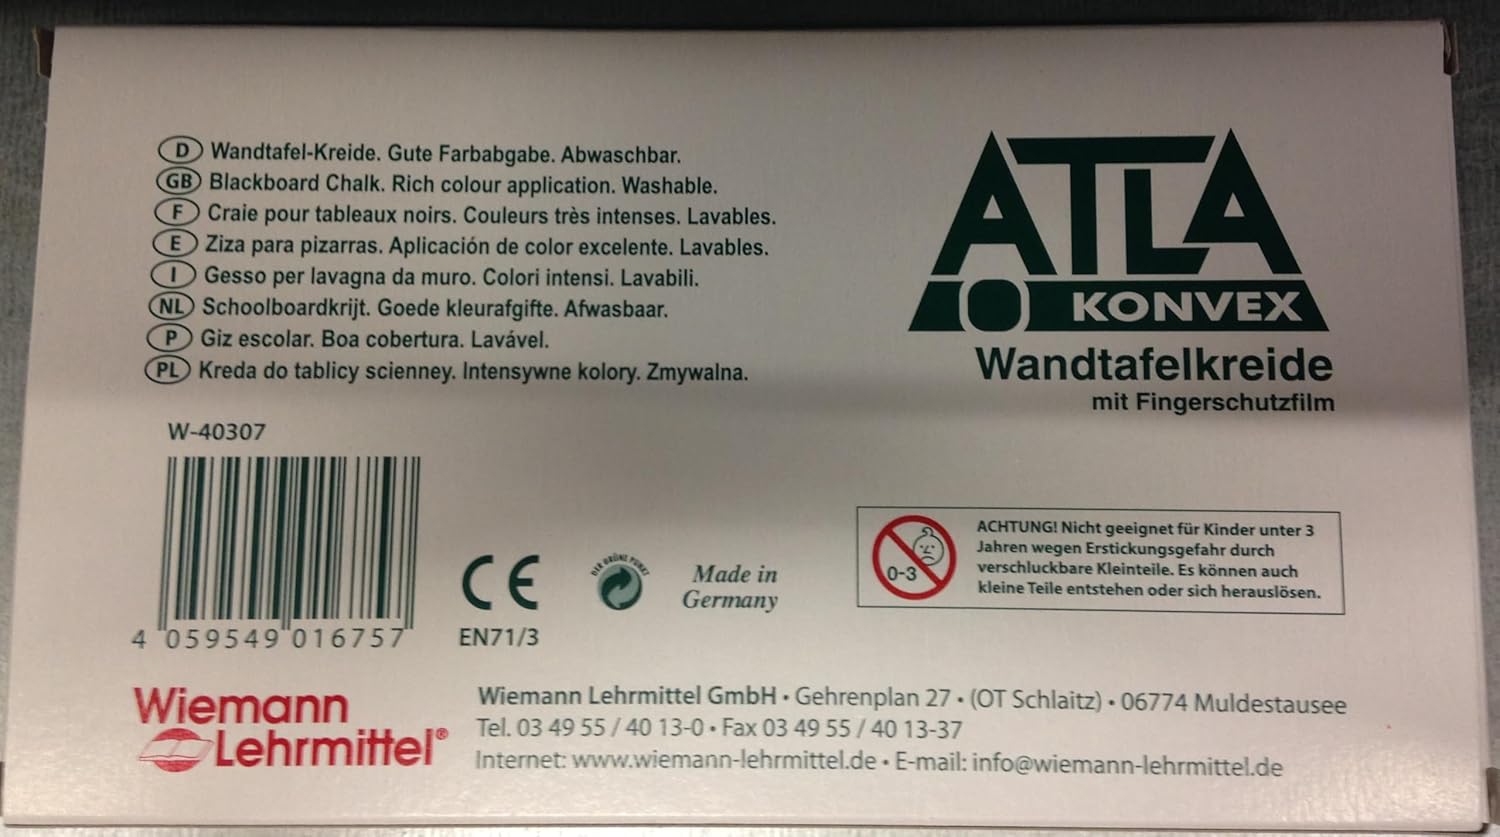 D Wandtafel-Kreide. Gute Farbabgabe. Abwaschbar.
GB Blackboard Chalk. Rich colour application. Washable.
F Craie pour tableaux noirs. Couleurs très intenses. Lavables.
E Ziza para pizarras. Aplicación de color excelente. Lavables.
I Gesso per lavagna da muro. Colori intensi. Lavabili.
NL Schoolboardkrijt. Goede kleurafgifte. Afwasbaar.
P Giz escolar. Boa cobertura. Lavável.
PL Kreda do tablicy scienney. Intensywne kolory. Zmywalna.
ATLA
KONVEX
Wandtafelkreide
mit Fingerschutzfilm
W-40307
4 059549 016757
CE
EN71/3
DER GRÜNE PUNKT
Made in
Germany
0-3
ACHTUNG! Nicht geeignet für Kinder unter 3
Jahren wegen Erstickungsgefahr durch
verschluckbare Kleinteile. Es können auch
kleine Teile entstehen oder sich herauslösen.
Wiemann
Lehrmittel®
Wiemann Lehrmittel GmbH • Gehrenplan 27 • (OT Schlaitz) • 06774 Muldestausee
Tel. 03 49 55 / 40 13-0 • Fax 03 49 55 / 40 13-37
Internet: www.wiemann-lehrmittel.de • E-mail: info@wiemann-lehrmittel.de